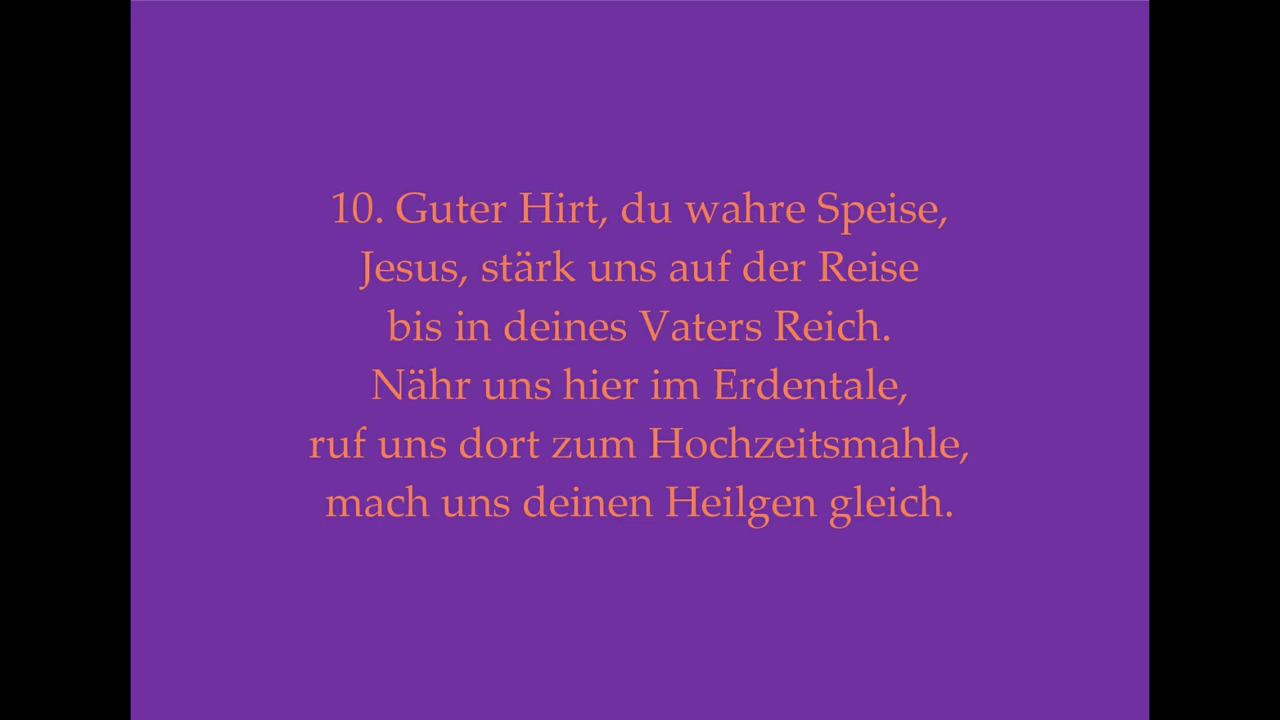 10. Guter Hirt, du wahre Speise,
Jesus, stärk uns auf der Reise
bis in deines Vaters Reich.
Nähr uns hier im Erdentale,
ruf uns dort zum Hochzeitsmahle,
mach uns deinen Heilgen gleich.